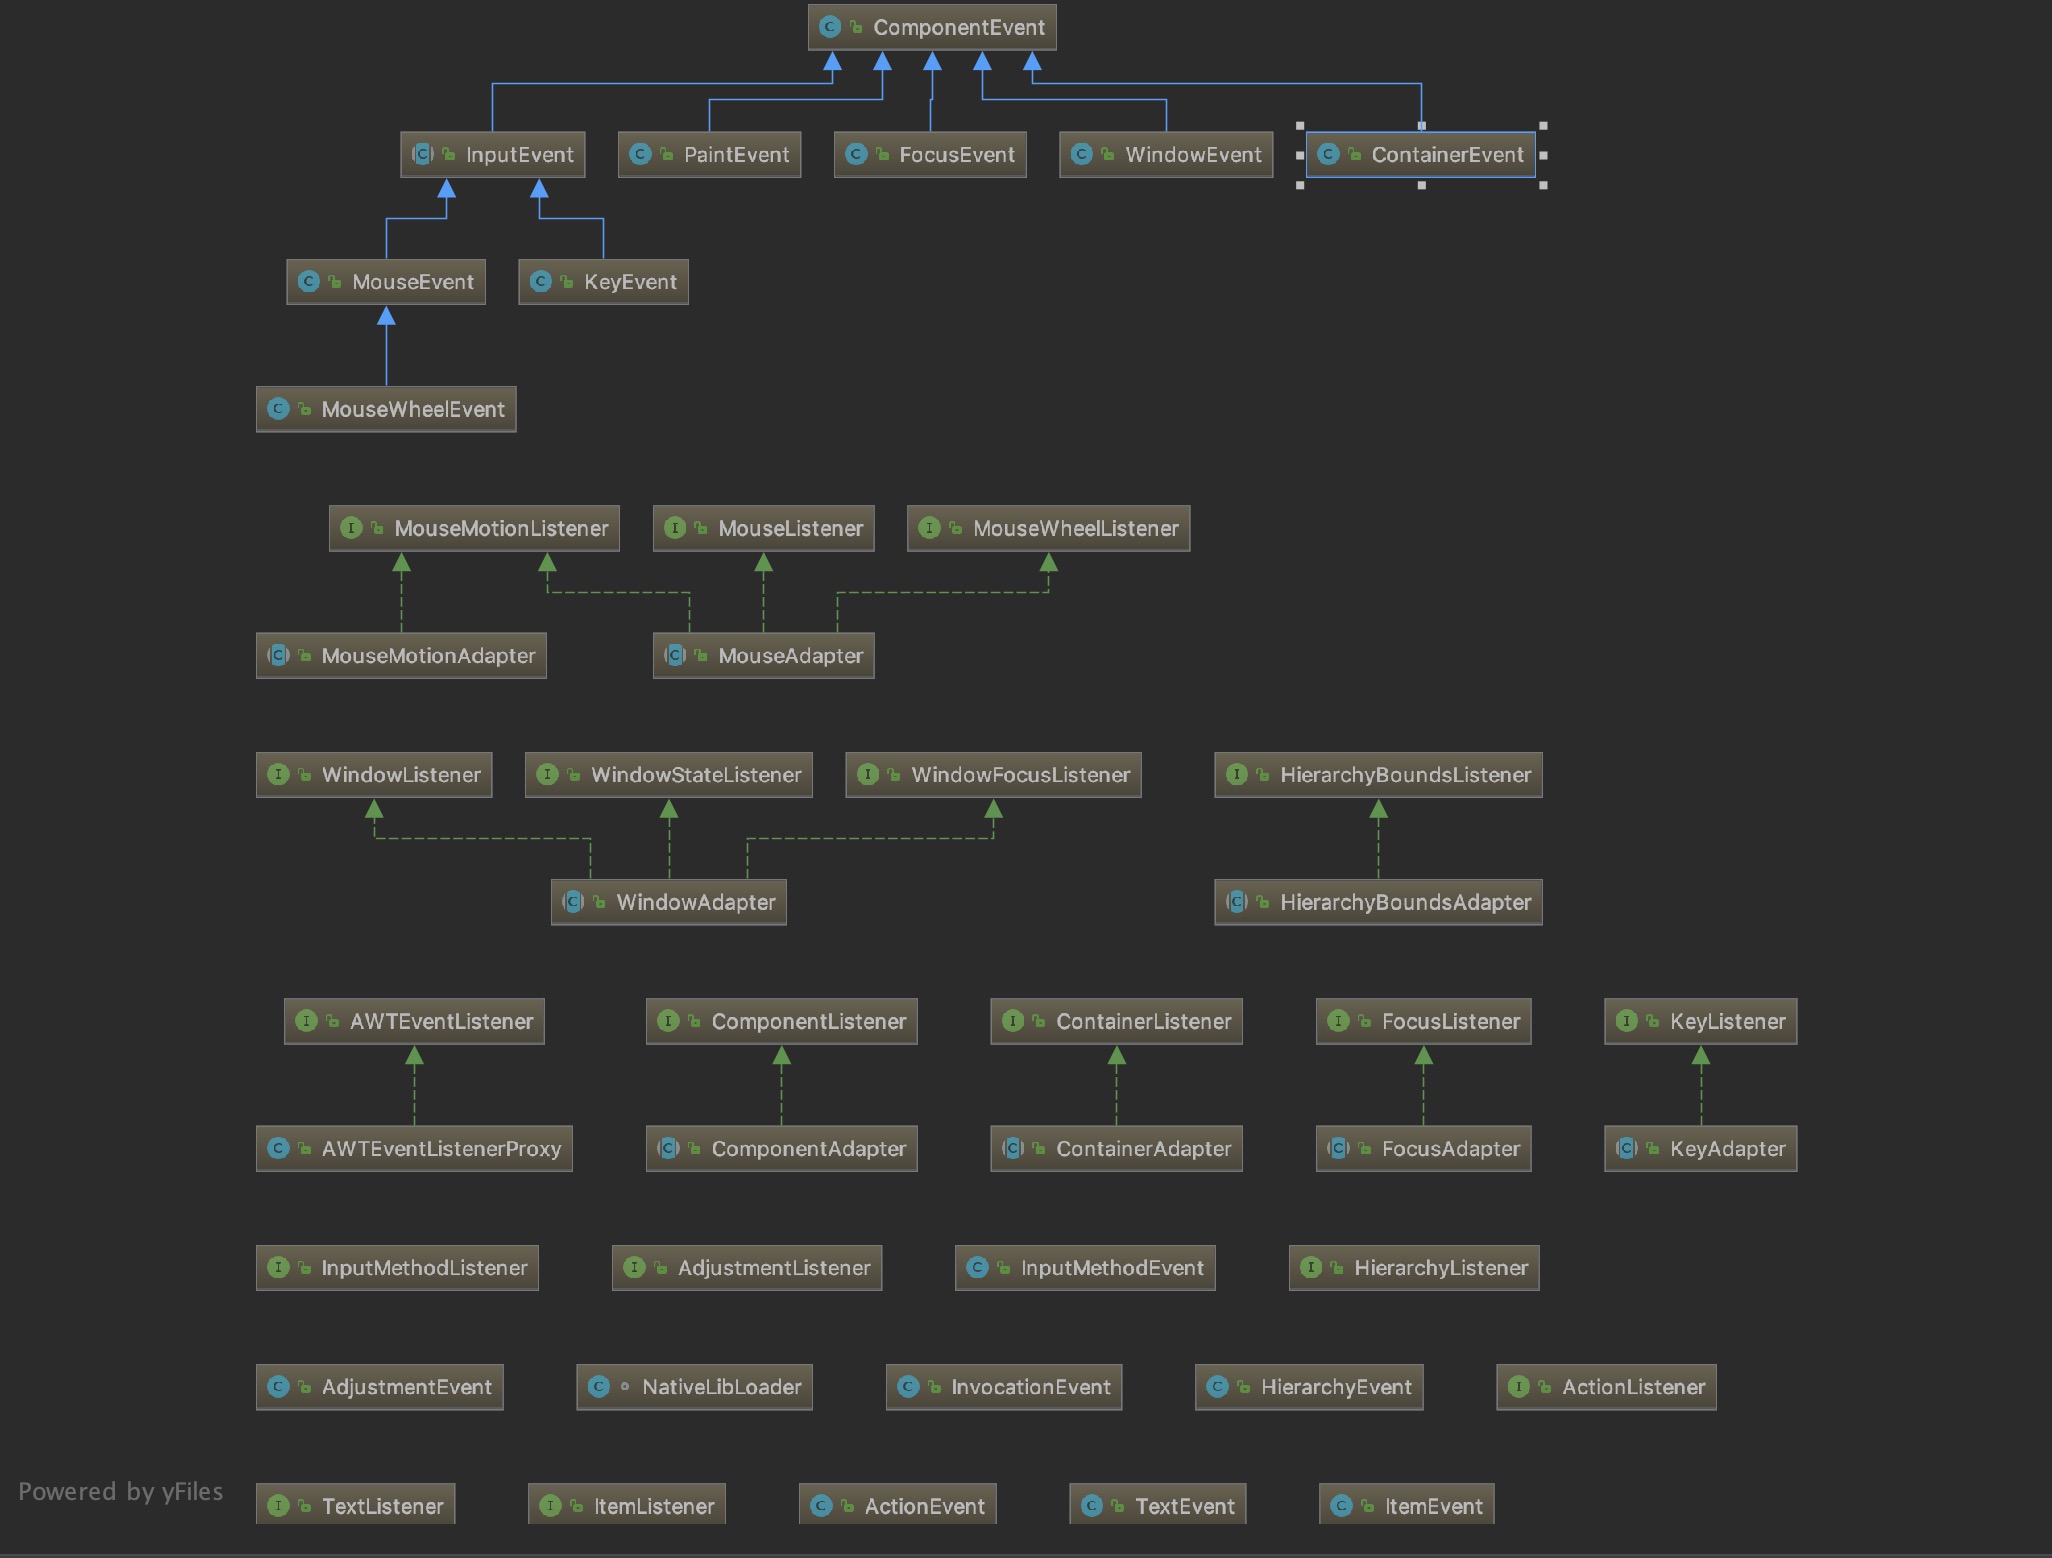 ComponentEvent
InputEvent PaintEvent FocusEvent WindowEvent ContainerEvent
MouseEvent KeyEvent
MouseWheelEvent
MouseMotionListener MouseListener MouseWheelListener
MouseMotionAdapter MouseAdapter
WindowListener WindowStateListener WindowFocusListener HierarchyBoundsListener
WindowAdapter HierarchyBoundsAdapter
AWTEventListener ComponentListener ContainerListener FocusListener KeyListener
AWTEventListenerProxy ComponentAdapter ContainerAdapter FocusAdapter KeyAdapter
InputMethodListener AdjustmentListener InputMethodEvent HierarchyListener
AdjustmentEvent NativeLibLoader InvocationEvent HierarchyEvent ActionListener
Powered by yFiles
TextListener ItemListener ActionEvent TextEvent ItemEvent